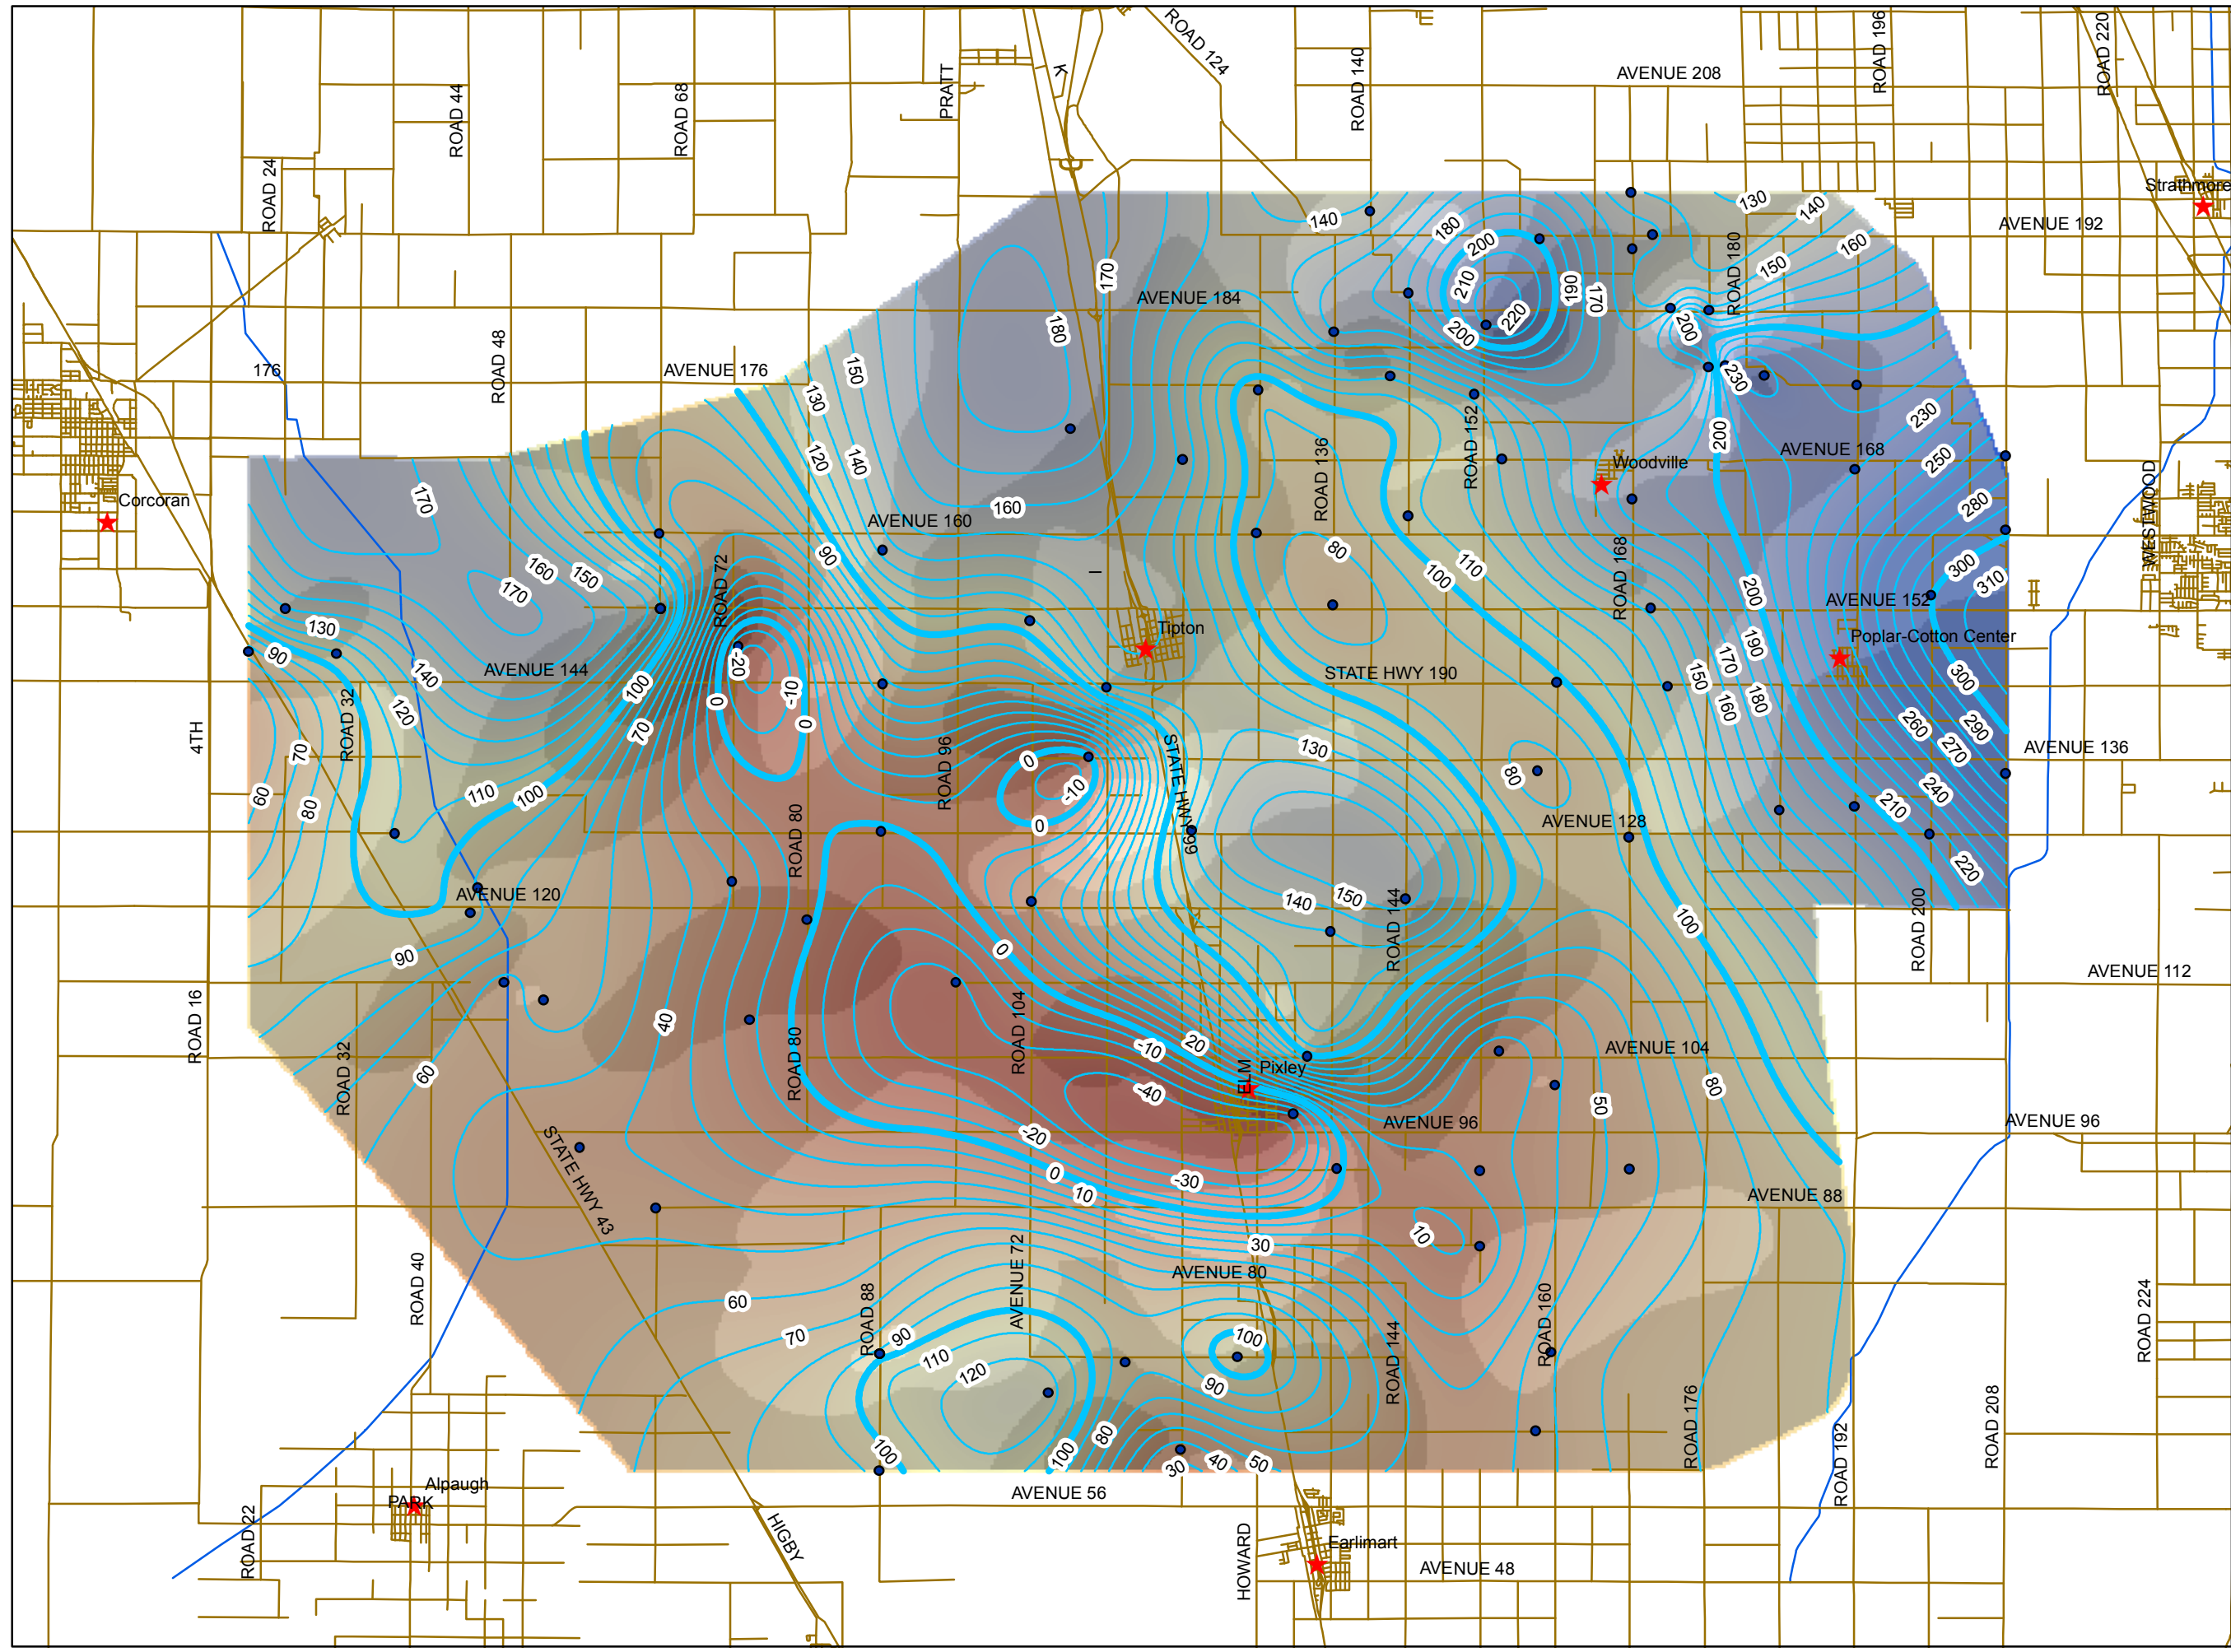 ROAD 124
K
ROAD 196
ROAD 220
AVENUE 208
PRATT
ROAD 140
ROAD 44
ROAD 68
ROAD 24
Strathmore
130
140
AVENUE 192
140
180
160
200
ROAD 180
150
170
210
190
AVENUE 184
170
220
180
200
200
ROAD 48
176
AVENUE 176
150
130
230
230
120
140
200
AVENUE 168
ROAD 152
ROAD 136
Woodville
250
170
Corcoran
160
280
WESTWOOD
AVENUE 160
90
80
110
100
160
150
170
ROAD 72
I
ROAD 168
300
310
200
AVENUE 152
130
Tipton
Poplar-Cotton Center
90
190
-20
170
AVENUE 144
140
STATE HWY 190
150
300
100
-10
0
180
160
120
ROAD 32
0
70
260
290
4TH
70
130
AVENUE 136
270
STATE HWY 99
0
ROAD 96
80
60
-10
110
100
240
210
80
AVENUE 128
0
ROAD 80
220
AVENUE 120
150
140
ROAD 144
100
ROAD 200
0
90
AVENUE 112
ROAD 16
40
ROAD 104
20
-10
AVENUE 104
ROAD 80
ROAD 32
60
Pixley
ELM
-40
80
50
AVENUE 96
AVENUE 96
-20
STATE HWY 43
0
-30
10
AVENUE 88
10
30
AVENUE 72
AVENUE 80
ROAD 40
60
ROAD 88
ROAD 160
ROAD 224
70
90
100
110
120
90
ROAD 144
ROAD 176
ROAD 208
80
100
100
30
40
50
ROAD 192
Alpaugh
PARK
AVENUE 56
ROAD 22
HIGBY
HOWARD
Earlimart
AVENUE 48